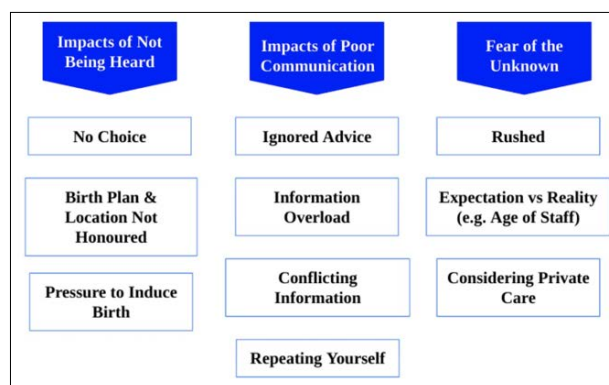 Impacts of Not
Being Heard
No Choice
Birth Plan &
Location Not
Honoured
Pressure to Induce
Birth
Impacts of Poor
Communication
Ignored Advice
Information
Overload
Conflicting
Information
Repeating Yourself
Fear of the
Unknown
Rushed
Expectation vs Reality
(e.g. Age of Staff)
Considering Private
Care